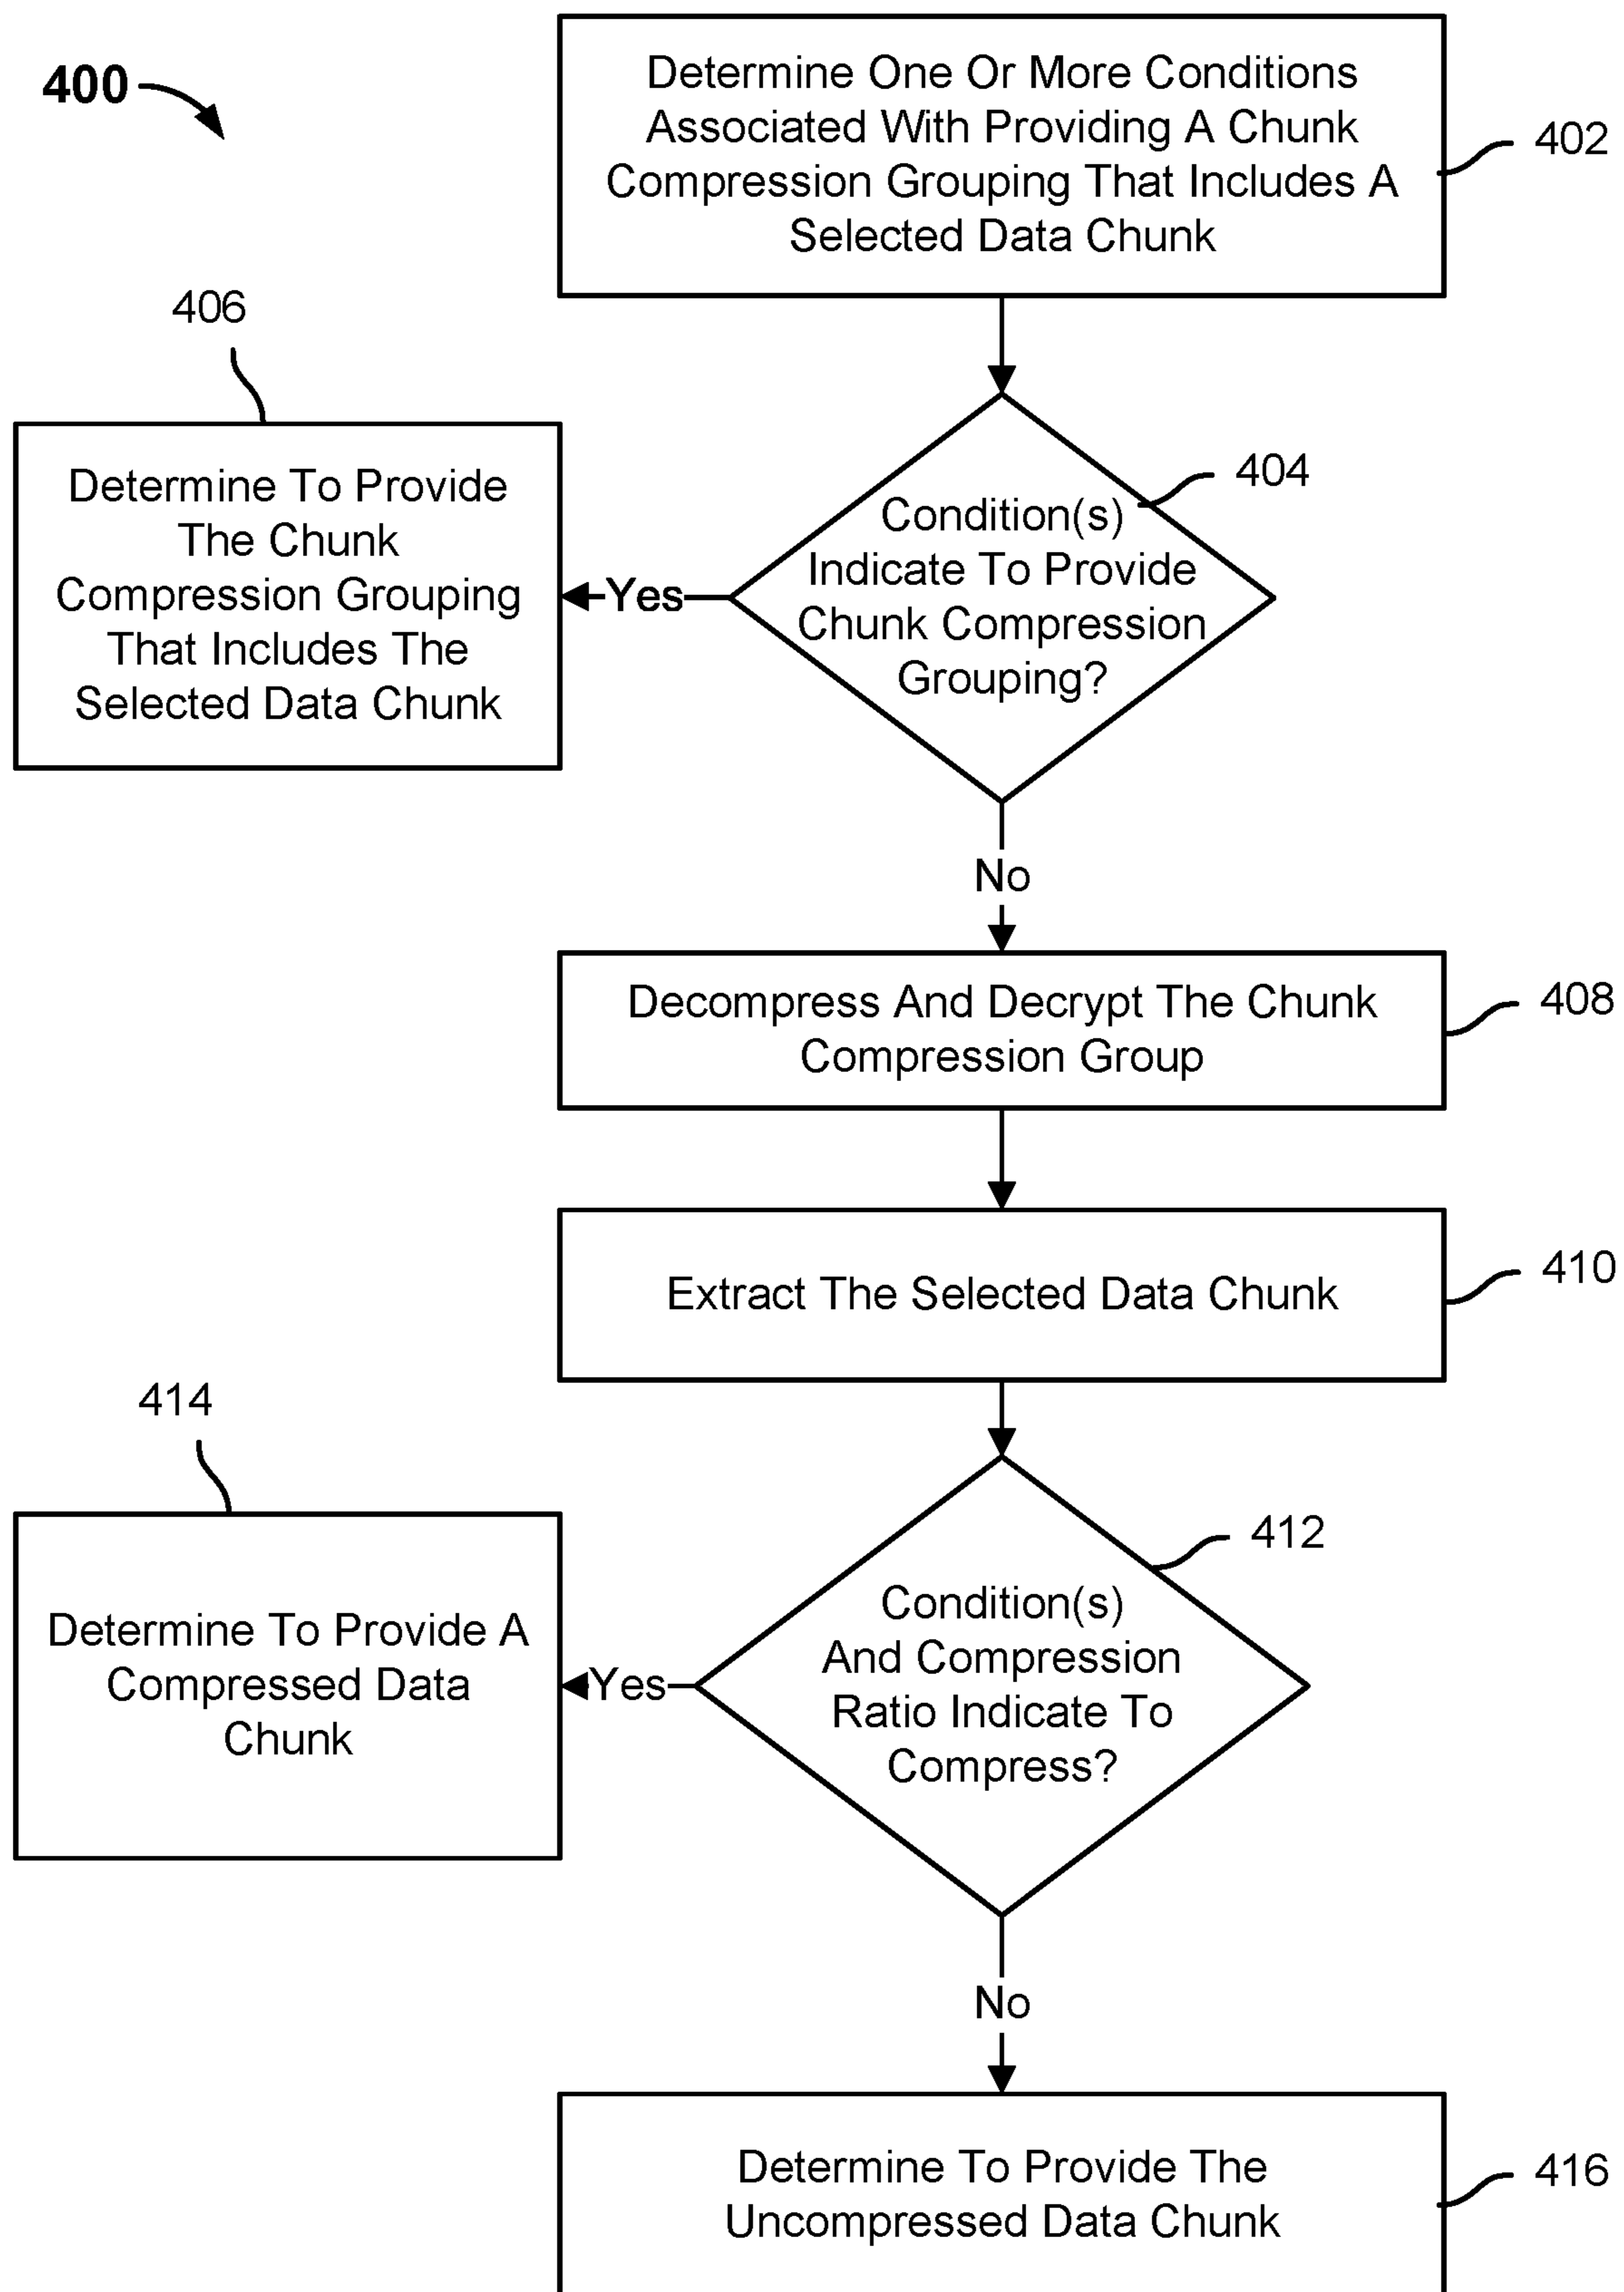 400
Determine One Or More Conditions
Associated With Providing A Chunk
Compression Grouping That Includes A
Selected Data Chunk
402
406
Determine To Provide
The Chunk
Compression Grouping
That Includes The
Selected Data Chunk
404
Condition(s)
Indicate To Provide
Chunk Compression
Grouping?
Yes
No
Decompress And Decrypt The Chunk
Compression Group
408
Extract The Selected Data Chunk
410
414
Determine To Provide A
Compressed Data
Chunk
412
Condition(s)
And Compression
Ratio Indicate To
Compress?
Yes
No
Determine To Provide The
Uncompressed Data Chunk
416